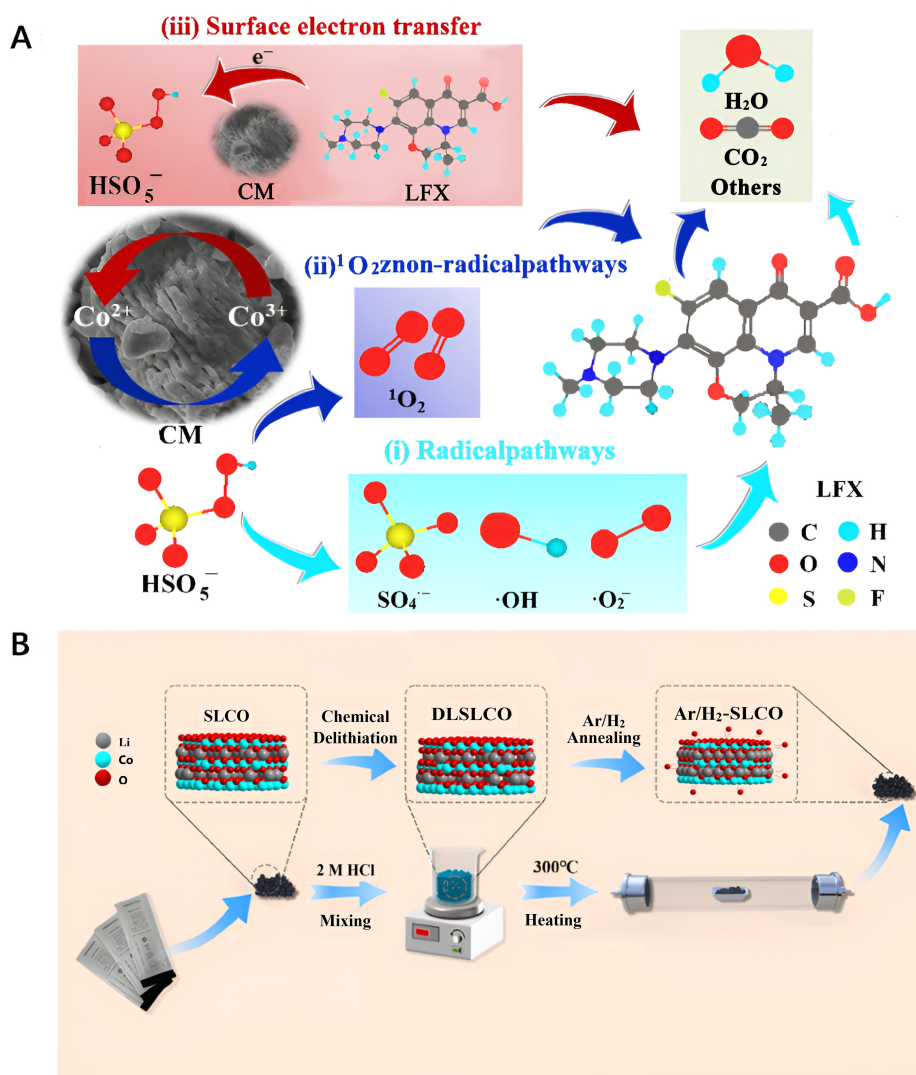 A
(iii) Surface electron transfer
e⁻
HSO₅⁻
CM
LFX
H₂O
CO₂
Others
(ii)¹O₂znon-radicalpathways
Co²⁺
Co³⁺
¹O₂
CM
(i) Radicalpathways
HSO₅⁻
SO₄·⁻
·OH
·O₂⁻
LFX
C
H
O
N
S
F
B
SLCO
Chemical
Delithiation
DLSLCO
Ar/H2
Annealing
Ar/H2-SLCO
Li
Co
O
2 M HCl
Mixing
300℃
Heating